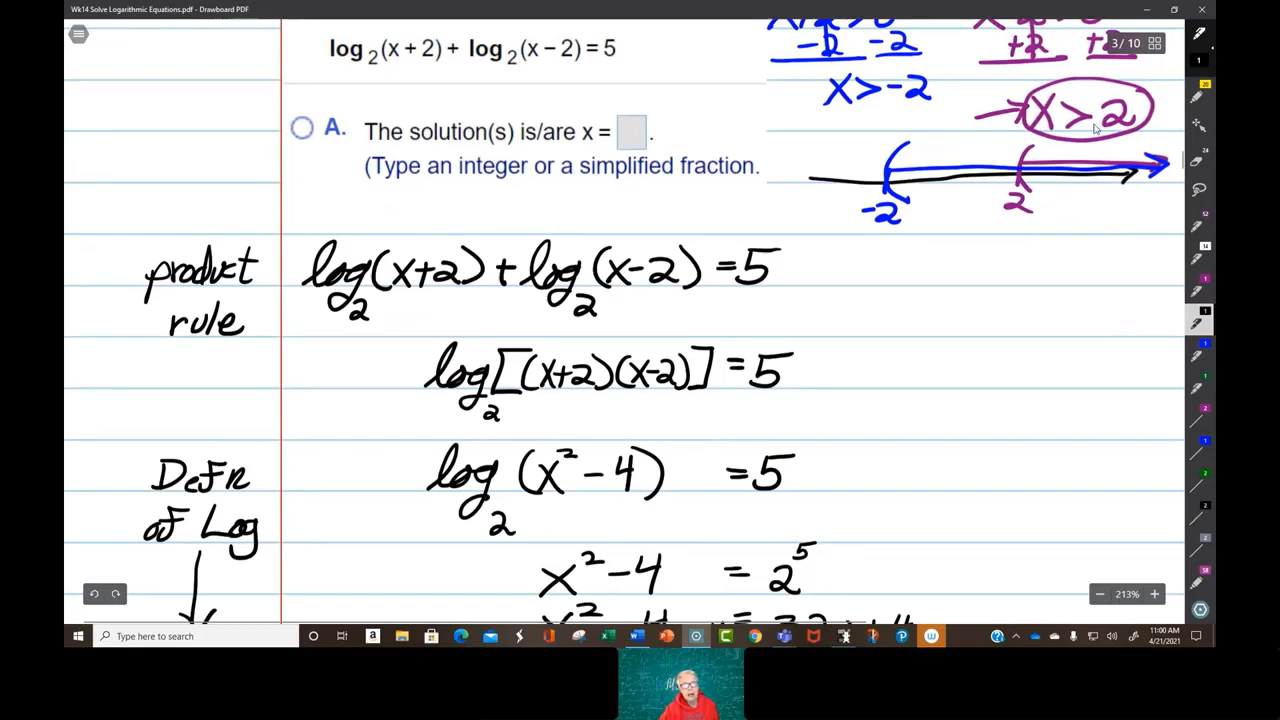 Wk14 Solve Logarithmic Equations.pdf - Drawboard PDF
log 2 (x + 2) + log 2 (x − 2) = 5
A. The solution(s) is/are x = .
(Type an integer or a simplified fraction.
-2 -2
+2
3 / 10
x > -2
x > 2
-2
2
product
rule
log2(x+2) + log2(x-2) = 5
log2[(x+2)(x-2)] = 5
log2(x²-4) = 5
Defn
of Log
x²-4 = 2⁵
213%
Type here to search
11:00 AM
4/21/2021